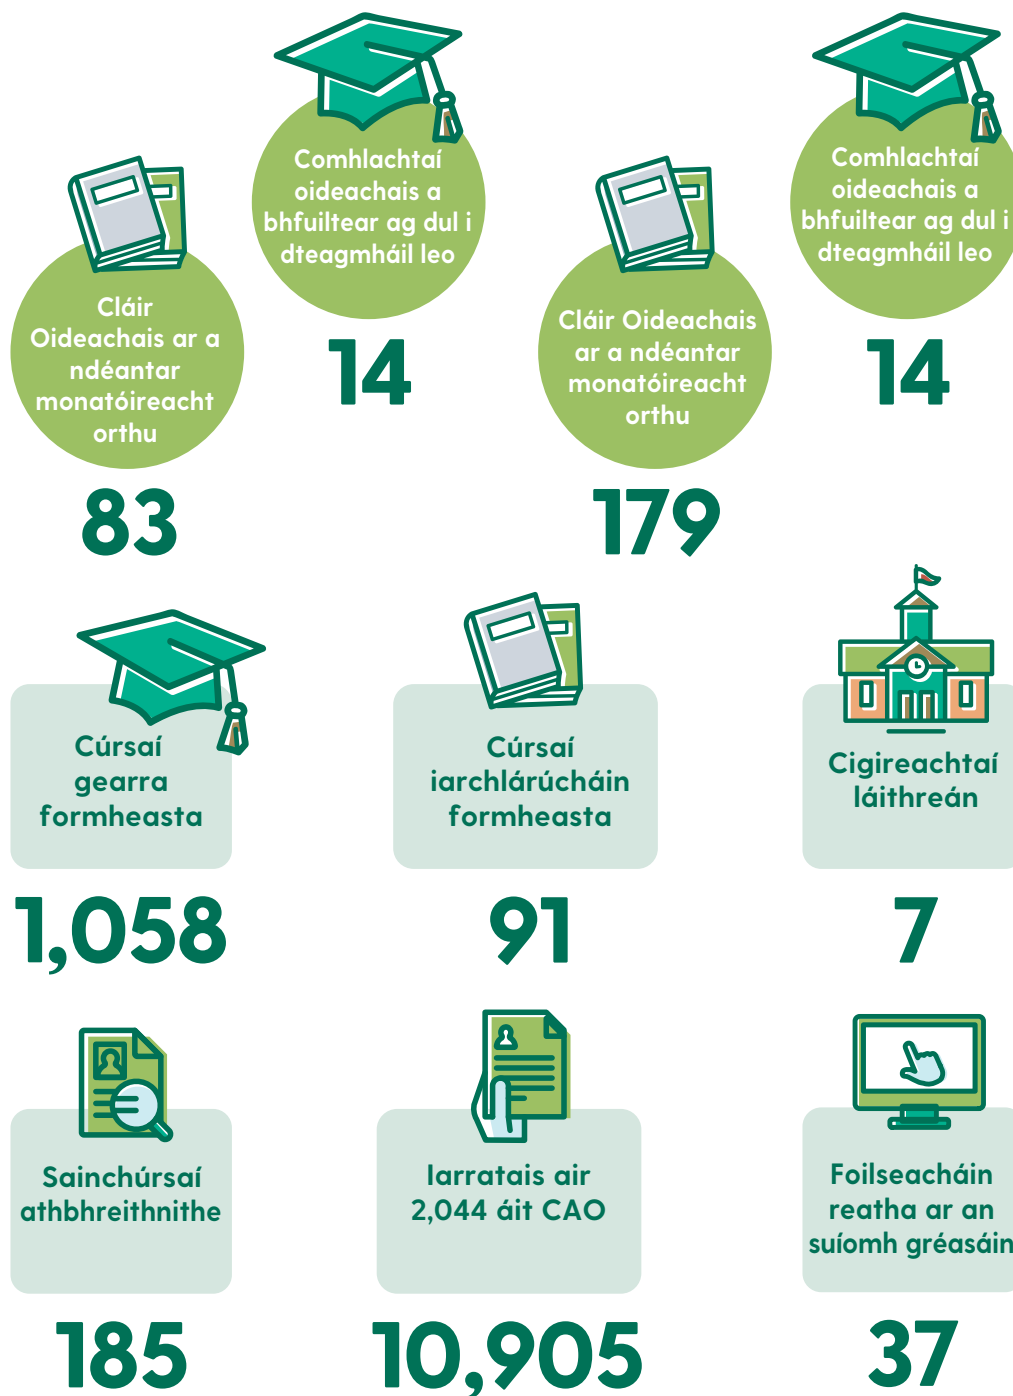 Comhlachtaí
oideachais a
bhfuiltear ag dul i
dteagmháil leo
14
Cláir
Oideachais ar a
ndéantar
monatóireacht
orthu
83
Comhlachtaí
oideachais a
bhfuiltear ag dul i
dteagmháil leo
14
Cláir Oideachais
ar a ndéantar
monatóireacht
orthu
179
Cúrsaí
gearra
formheasta
1,058
Cúrsaí
iarchlárúcháin
formheasta
91
Cigireachtaí
láithreán
7
Sainchúrsaí
athbhreithnithe
185
Iarratais air
2,044 áit CAO
10,905
Foilseacháin
reatha ar an
suíomh gréasáin
37